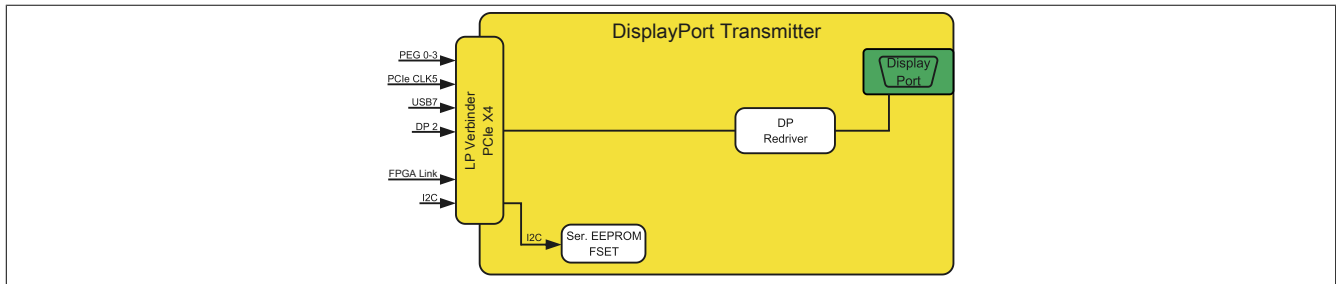 DisplayPort Transmitter
PEG 0-3
PCIe CLK5
USB7
DP 2
FPGA Link
I2C
LP Verbinder
PCIe X4
DP
Redriver
Display
Port
I2C
Ser. EEPROM
FSET